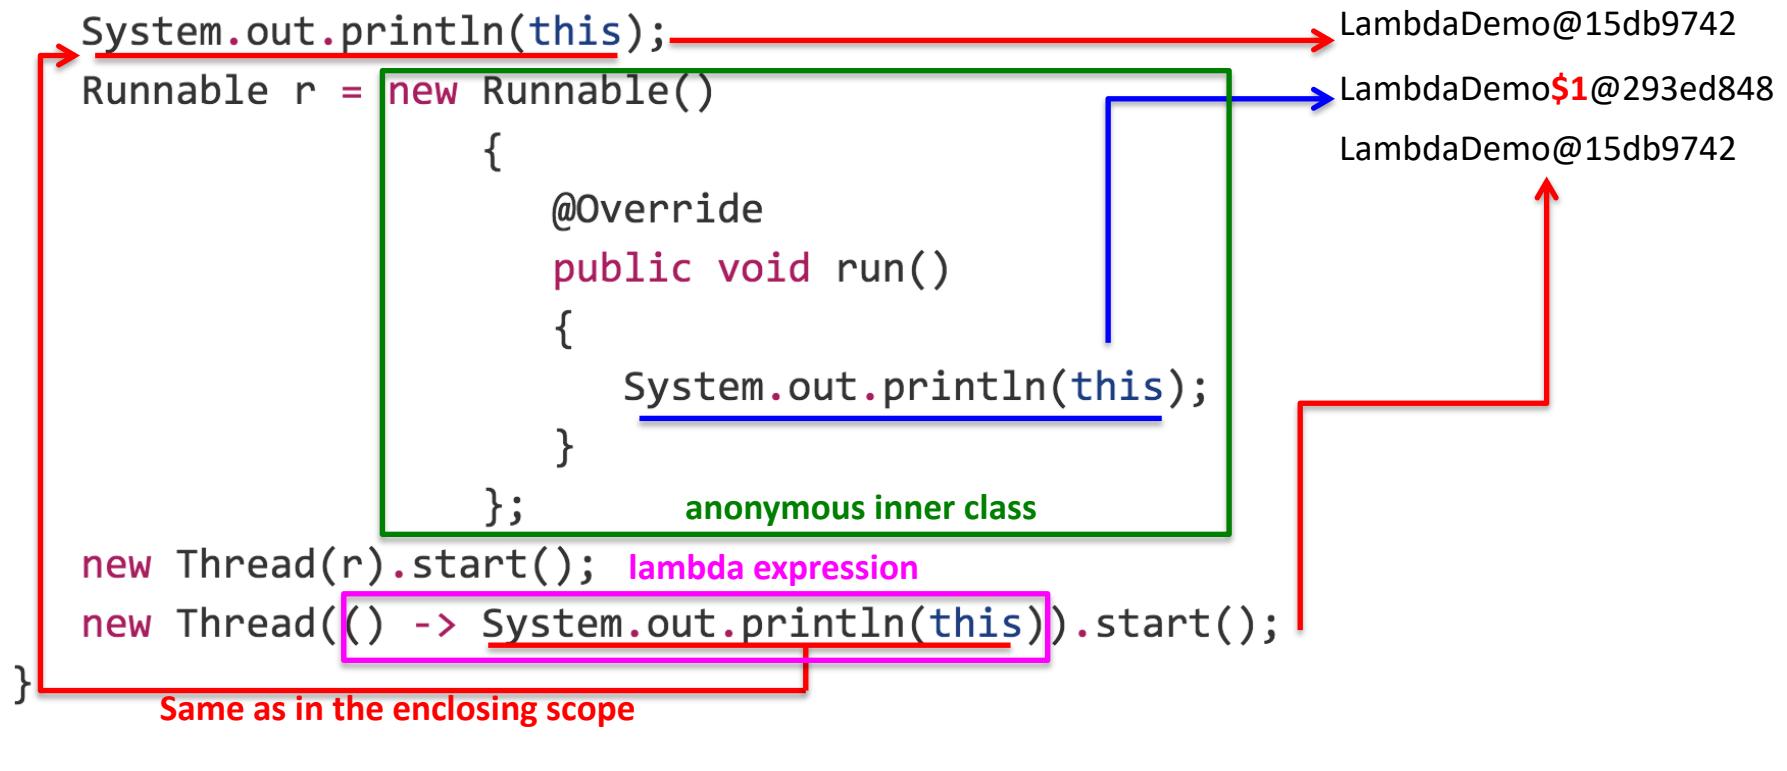 System.out.println(this);
LambdaDemo@15db9742
Runnable r = new Runnable()
LambdaDemo$1@293ed848
{
LambdaDemo@15db9742
@Override
public void run()
{
System.out.println(this);
}
};
anonymous inner class
new Thread(r).start();
lambda expression
new Thread(() -> System.out.println(this)).start();
}
Same as in the enclosing scope